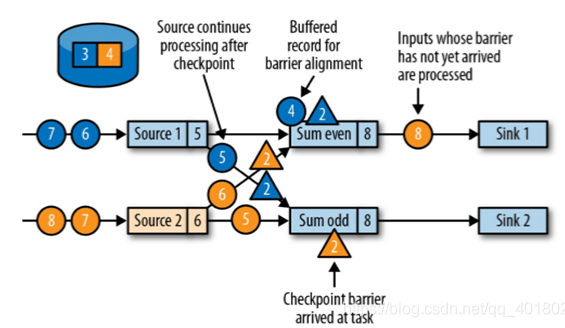 3 4
Source continues
processing after
checkpoint
Buffered
record for
barrier alignment
Inputs whose barrier
has not yet arrived
are processed
4 2
7 6 Source 1 5 Sum even 8 8 Sink 1
5 2
2
6
8 7 Source 2 6 5 Sum odd 8 Sink 2
2
Checkpoint barrier
arrived at task
https://blog.csdn.net/qq_401802